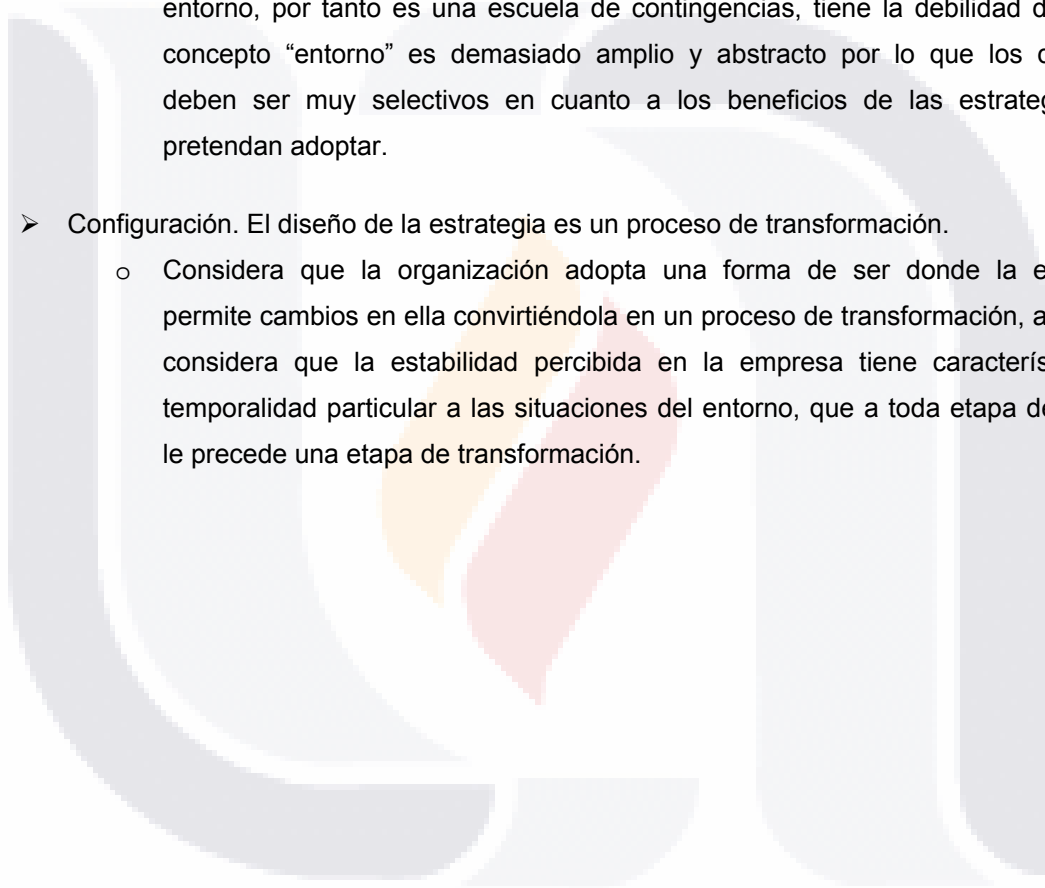 entorno, por tanto es una escuela de contingencias, tiene la debilidad
concepto “entorno” es demasiado amplio y abstracto por lo que los
deben ser muy selectivos en cuanto a los beneficios de las
pretendan adoptar.
➢ Configuración. El diseño de la estrategia es un proceso de transformación.
o Considera que la organización adopta una forma de ser donde la
permite cambios en ella convirtiéndola en un proceso de transformación,
considera que la estabilidad percibida en la empresa tiene
temporalidad particular a las situaciones del entorno, que a toda etapa
le precede una etapa de transformación.